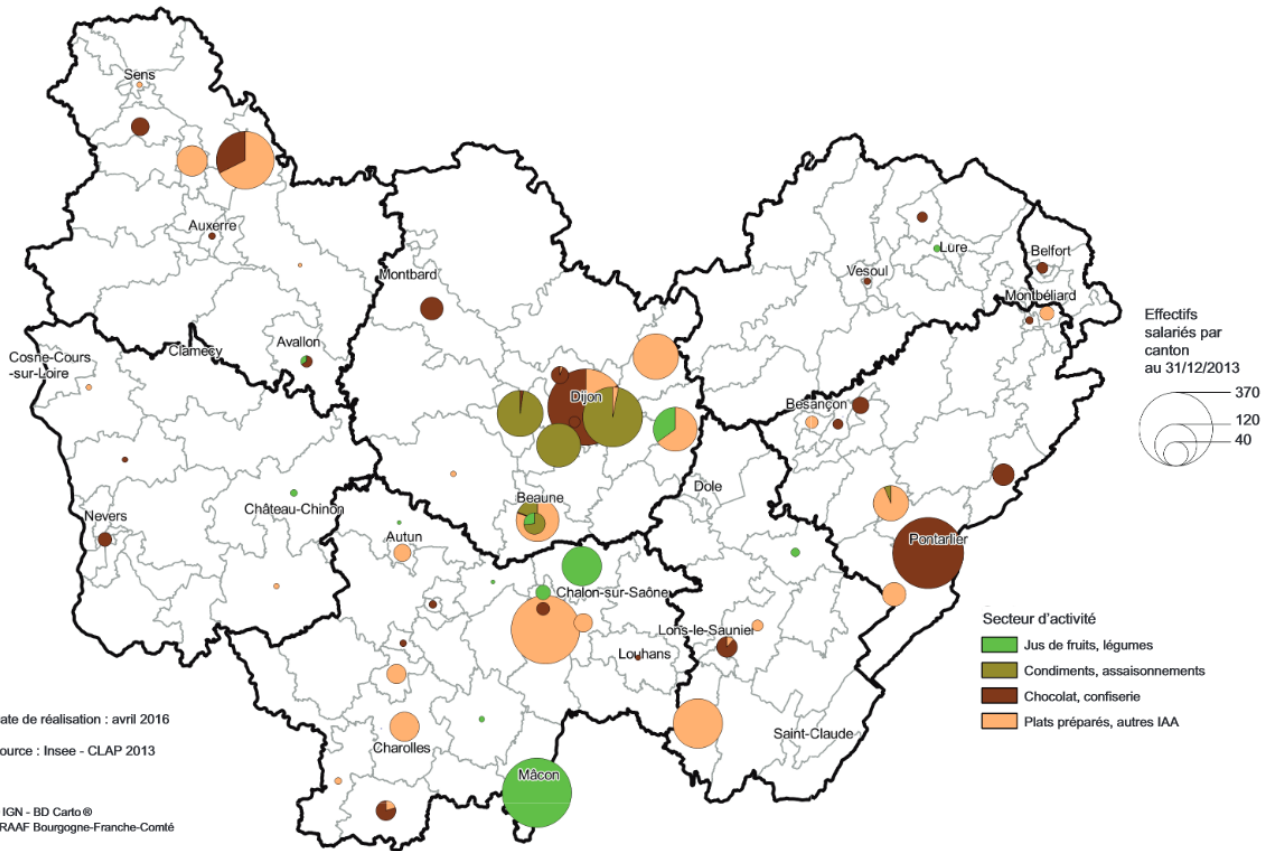 Sens
Auxerre
Montbard
Lure
Belfort
Vesoul
Montbéliard
Effectifs
salariés par
canton
au 31/12/2013
370
120
40
Cosne-Cours
-sur-Loire
Clamecy
Avallon
Dijon
Besançon
Beaune
Dole
Nevers
Château-Chinon
Autun
Pontarlier
Chalon-sur-Saône
Lons-le-Saunier
Louhans
Secteur d'activité
Jus de fruits, légumes
Condiments, assaisonnements
Chocolat, confiserie
Plats préparés, autres IAA
Charolles
Saint-Claude
Mâcon
ate de réalisation : avril 2016
ource : Insee - CLAP 2013
IGN - BD Carto ®
RAAF Bourgogne-Franche-Comté